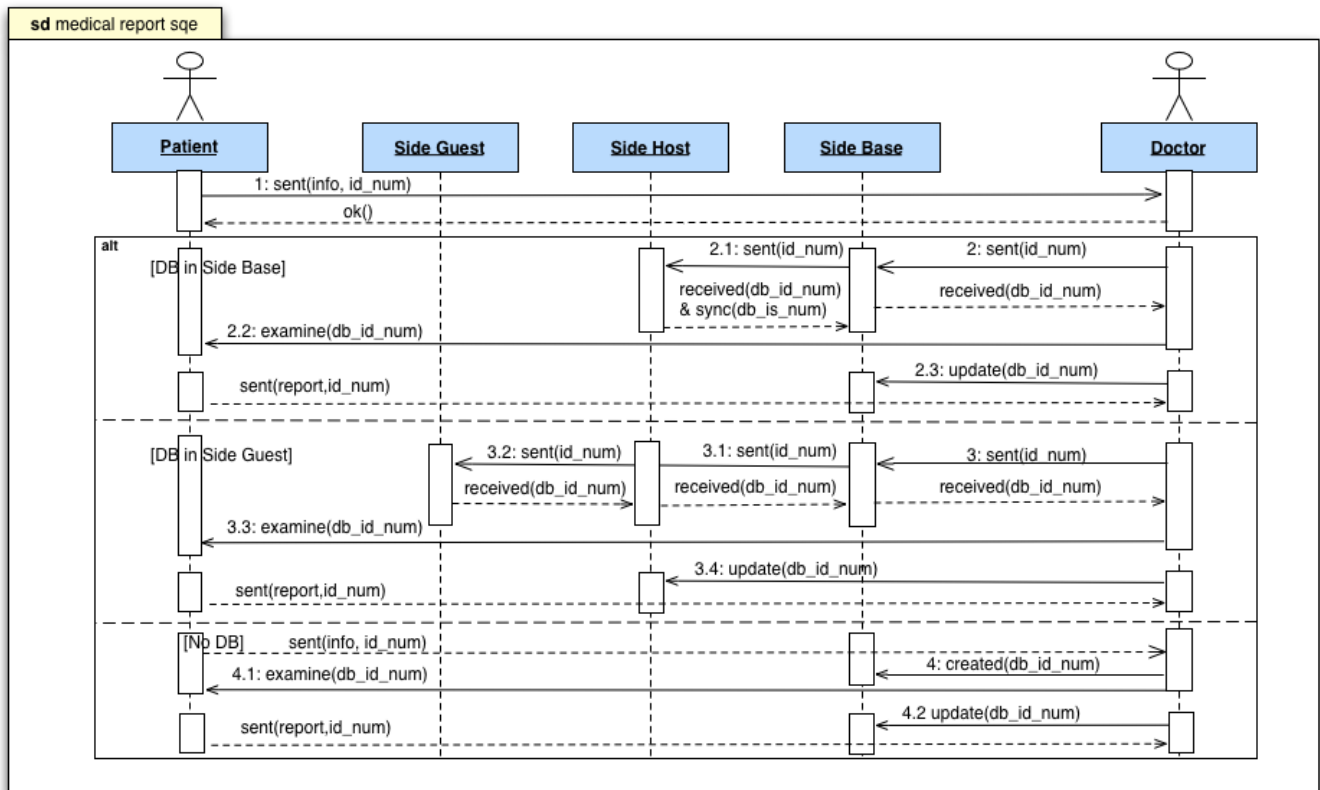 sd medical report sqe
Patient
Side Guest
Side Host
Side Base
Doctor
1: sent(info, id_num)
ok()
alt
[DB in Side Base]
2.1: sent(id_num)
2: sent(id_num)
received(db_id_num)
& sync(db_is_num)
received(db_id_num)
2.2: examine(db_id_num)
2.3: update(db_id_num)
sent(report,id_num)
[DB in Side Guest]
3.2: sent(id_num)
3.1: sent(id_num)
3: sent(id_num)
received(db_id_num)
received(db_id_num)
received(db_id_num)
3.3: examine(db_id_num)
3.4: update(db_id_num)
sent(report,id_num)
[No DB]
sent(info, id_num)
4: created(db_id_num)
4.1: examine(db_id_num)
4.2 update(db_id_num)
sent(report,id_num)